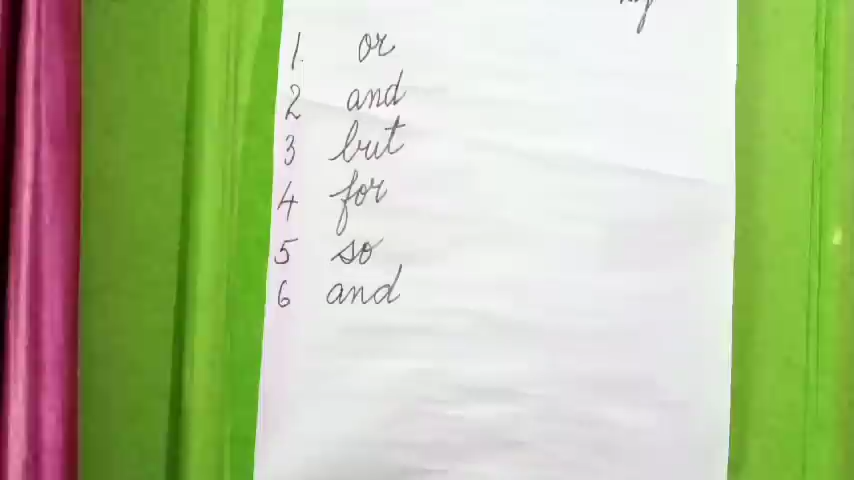 1. or
2 and
3 but
4 for
5 so
6 and